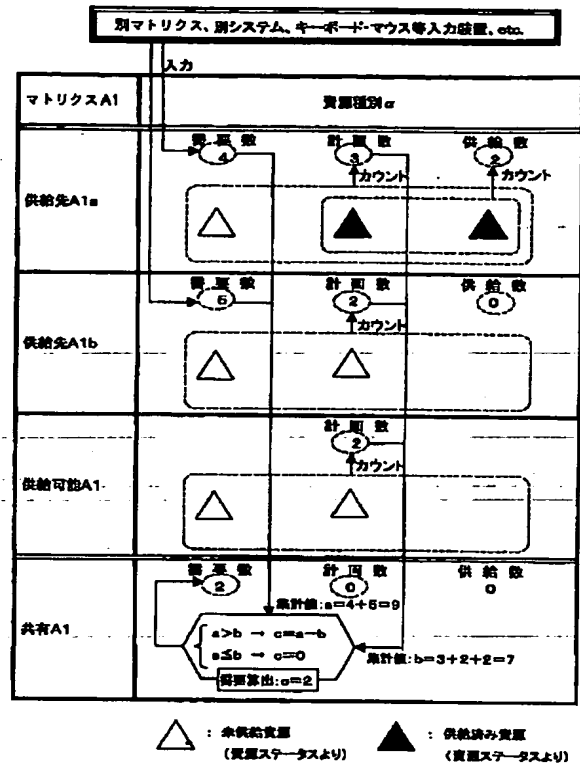 別マトリクス、別システム、キーボード・マウス等入力装置、etc.
入力
マトリクスA1
資源種別α
需要数
計画数
供給数
4
3
2
カウント
カウント
供給先A1a
需要数
計画数
供給数
5
2
0
カウント
供給先A1b
計画数
2
カウント
供給可能A1
需要数
計画数
供給数
2
0
0
集計値:a=4+5=9
共有A1
a>b → c=a-b
a≦b → c=0
集計値:b=3+2+2=7
需要算出:c=2
△ : 未供給資源
(資源ステータスより)
▲ : 供給済み資源
(資源ステータスより)